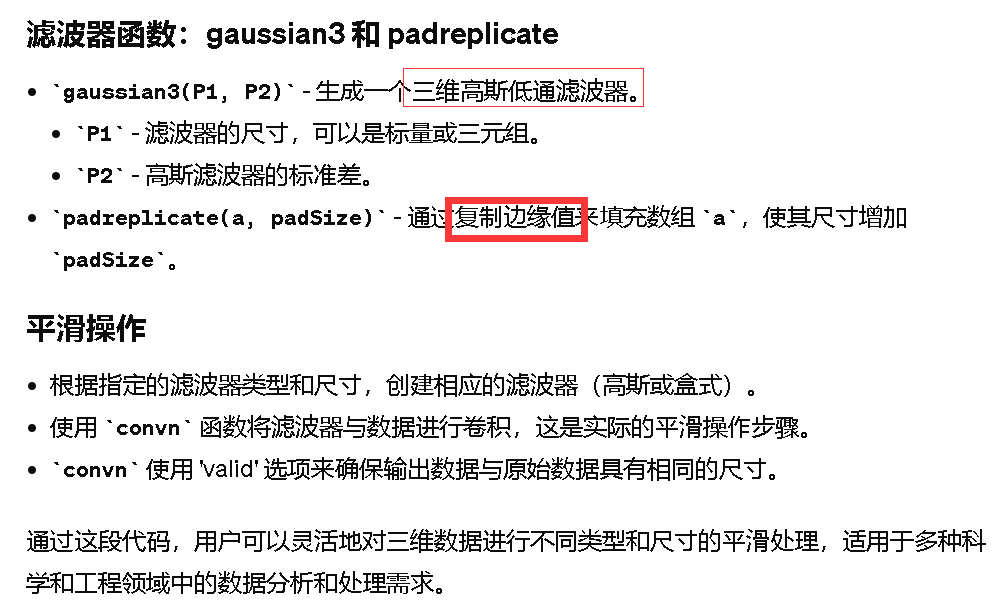 滤波器函数：gaussian3 和 padreplicate
• `gaussian3(P1, P2)` - 生成一个三维高斯低通滤波器。
• `P1` - 滤波器的尺寸，可以是标量或三元组。
• `P2` - 高斯滤波器的标准差。
• `padreplicate(a, padSize)` - 通过复制边缘值来填充数组 `a`，使其尺寸增加
`padSize`。
平滑操作
• 根据指定的滤波器类型和尺寸，创建相应的滤波器（高斯或盒式）。
• 使用 `convn` 函数将滤波器与数据进行卷积，这是实际的平滑操作步骤。
• `convn` 使用 'valid' 选项来确保输出数据与原始数据具有相同的尺寸。
通过这段代码，用户可以灵活地对三维数据进行不同类型和尺寸的平滑处理，适用于多种科
学和工程领域中的数据分析和处理需求。